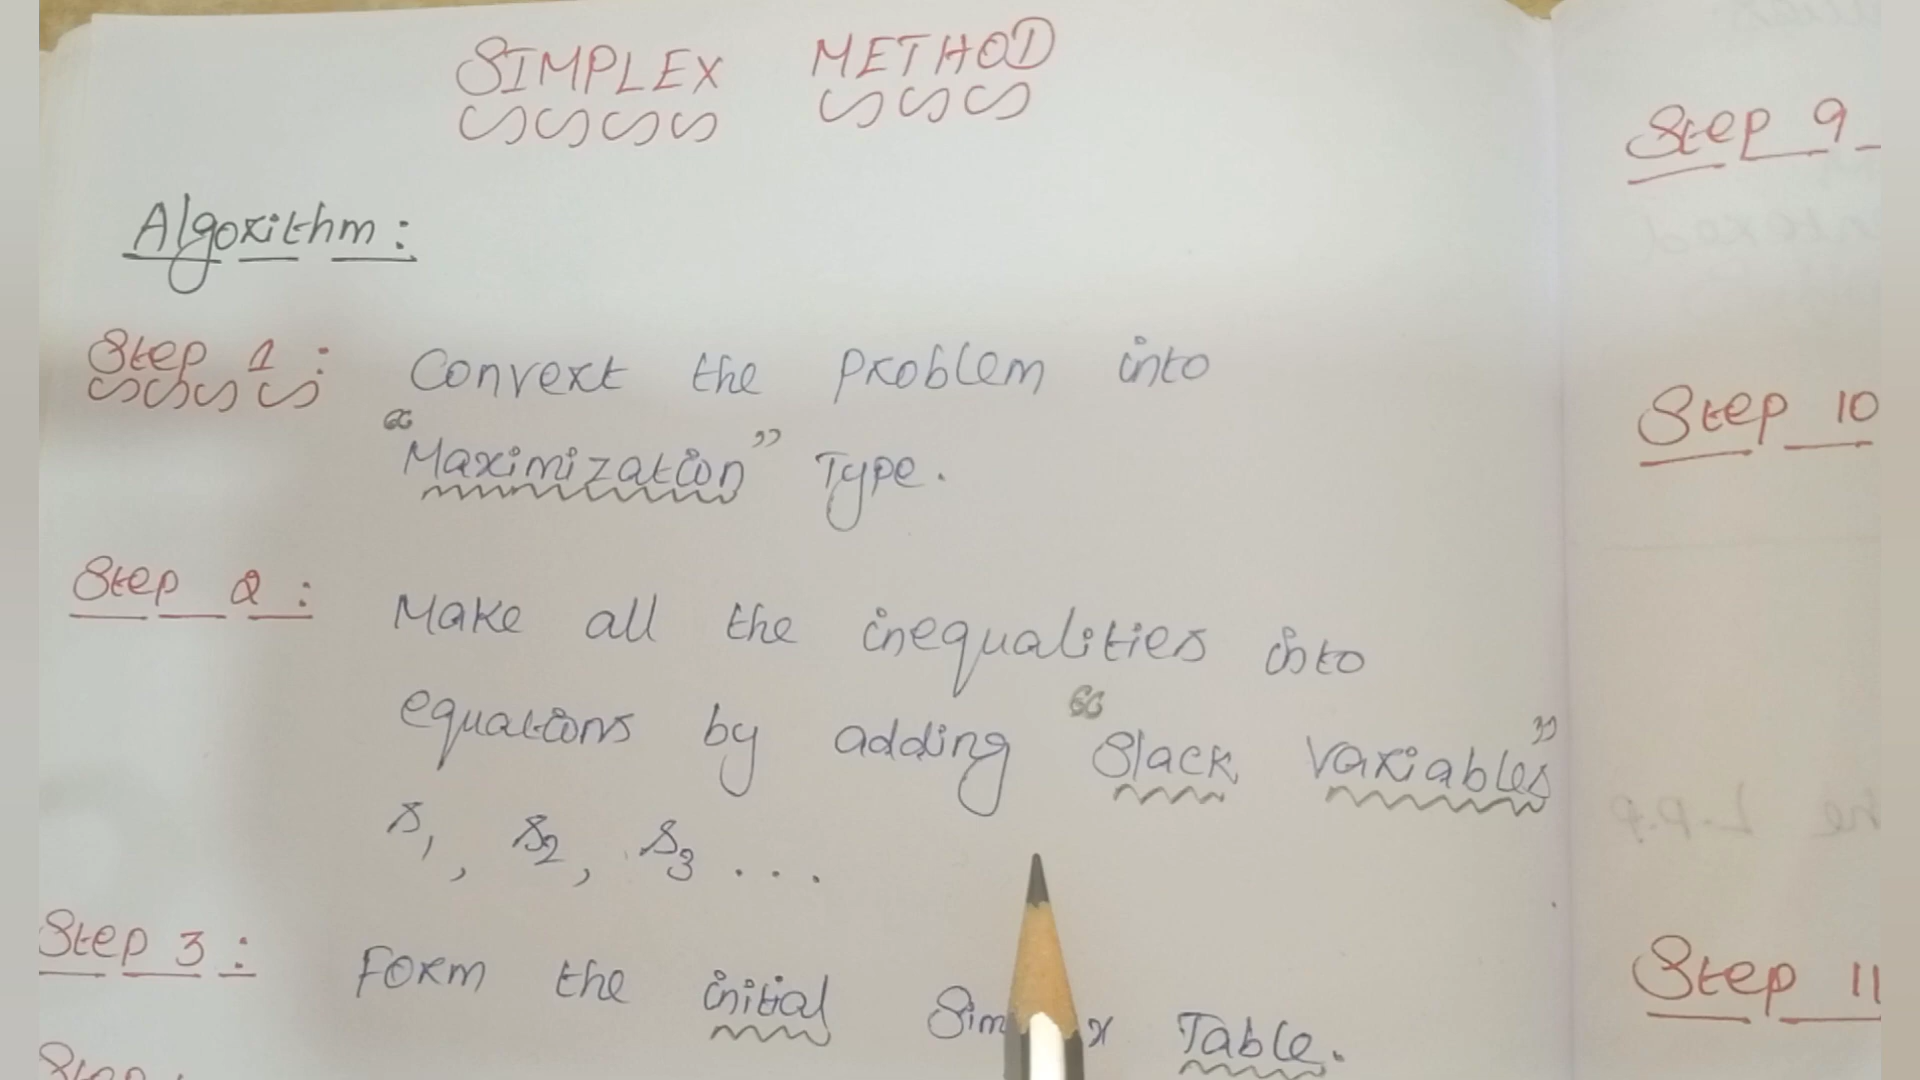 SIMPLEX METHOD
Algorithm:
Step 1: Convert the problem into
"Maximization" Type.
Step 2: Make all the inequalities into
equations by adding "Slack Variables"
s1, s2, s3 ...
Step 3: Form the initial Table.
Step
Step 9
Step 10
Step 11